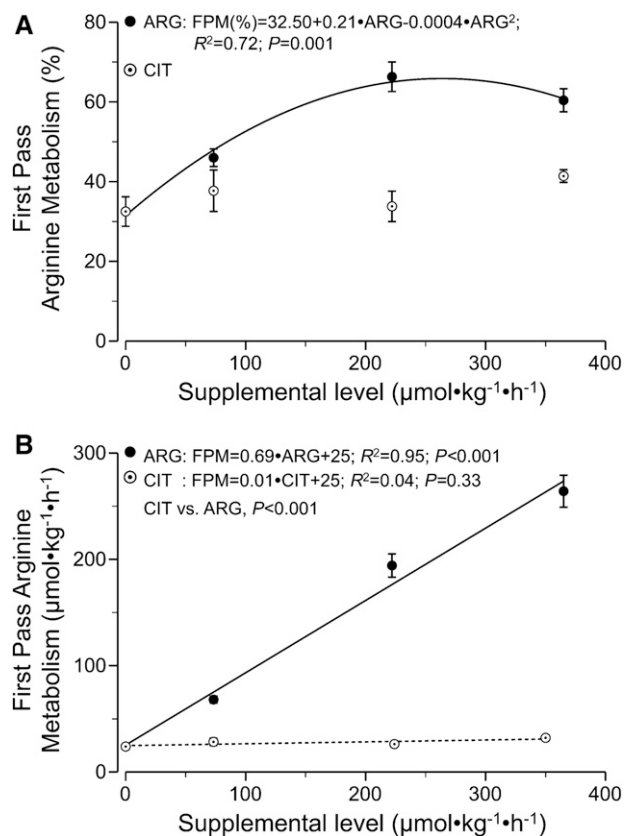 A
ARG: FPM(%)=32.50+0.21•ARG-0.0004•ARG²;
R²=0.72; P=0.001
CIT
First Pass
Arginine Metabolism (%)
80
60
40
20
0
0 100 200 300 400
Supplemental level (µmol•kg⁻¹•h⁻¹)
B
ARG: FPM=0.69•ARG+25; R²=0.95; P<0.001
CIT : FPM=0.01•CIT+25; R²=0.04; P=0.33
CIT vs. ARG, P<0.001
First Pass Arginine
Metabolism (µmol•kg⁻¹•h⁻¹)
300
200
100
0
0 100 200 300 400
Supplemental level (µmol•kg⁻¹•h⁻¹)